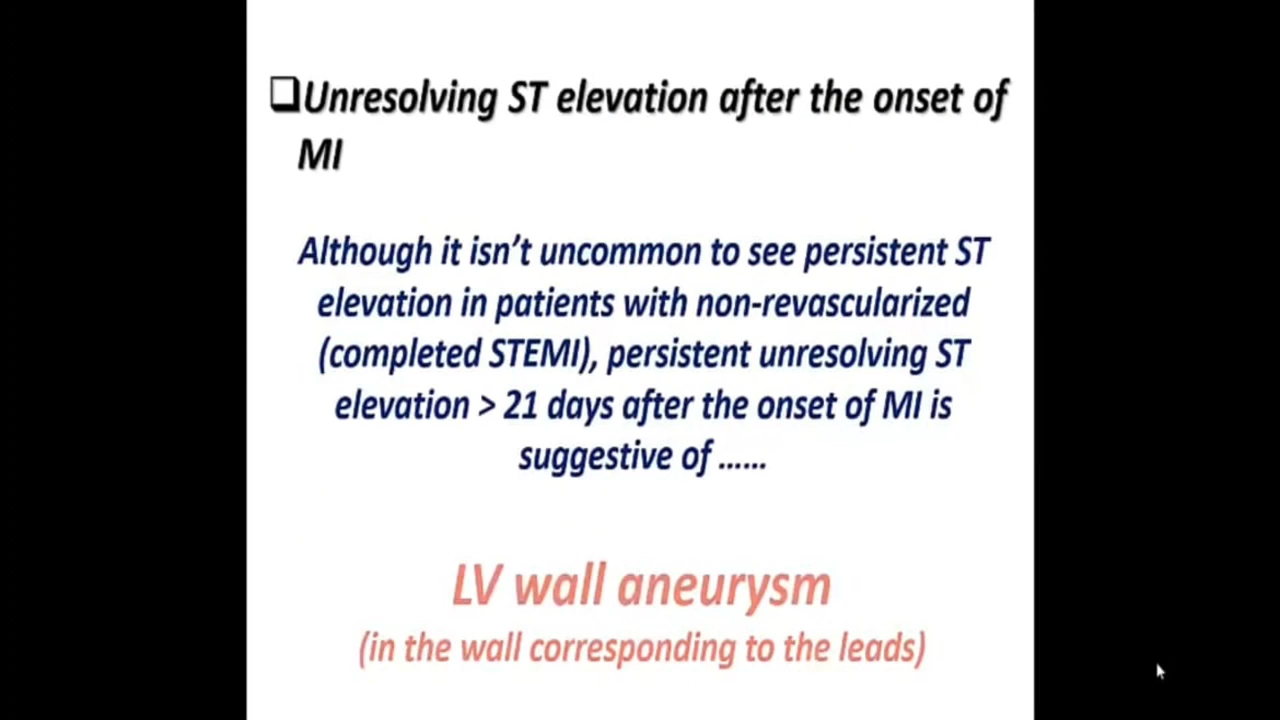 ❑Unresolving ST elevation after the onset of
MI
Although it isn't uncommon to see persistent ST
elevation in patients with non-revascularized
(completed STEMI), persistent unresolving ST
elevation > 21 days after the onset of MI is
suggestive of ......
LV wall aneurysm
(in the wall corresponding to the leads)